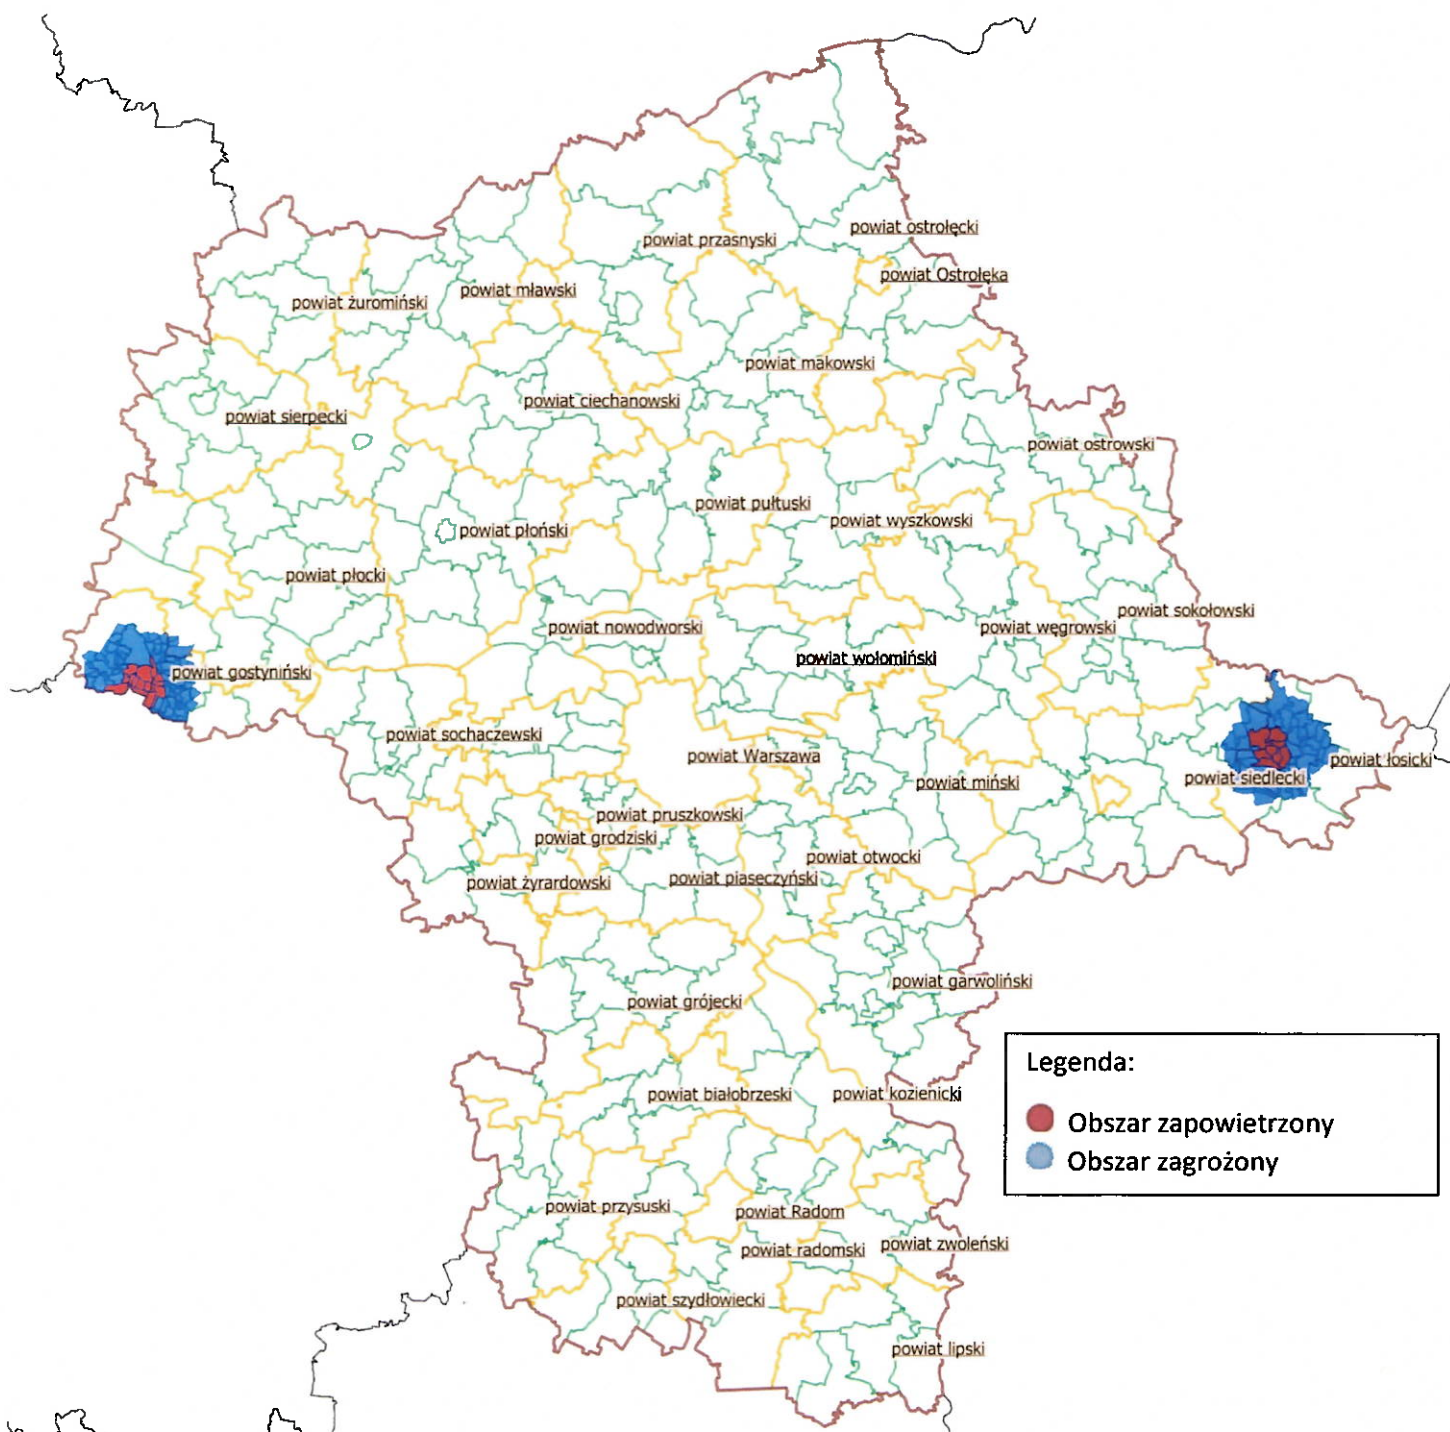 powiat ostrołęcki
powiat przasnyski
powiat Ostrołęka
powiat mławski
powiat żuromiński
powiat makowski
powiat ciechanowski
powiat sierpecki
powiat ostrowski
powiat pułtuski
powiat wyszkowski
powiat płoński
powiat płocki
powiat sokołowski
powiat nowodworski
powiat węgrowski
powiat wołomiński
powiat gostyniński
powiat sochaczewski
powiat Warszawa
powiat łosicki
powiat siedlecki
powiat miński
powiat pruszkowski
powiat grodziski
powiat otwocki
powiat piaseczyński
powiat żyrardowski
powiat garwoliński
powiat grójecki
Legenda:
powiat białobrzeski
powiat kozienicki
Obszar zapowietrzony
Obszar zagrożony
powiat przysuski
powiat Radom
powiat zwoleński
powiat radomski
powiat szydłowiecki
powiat lipski